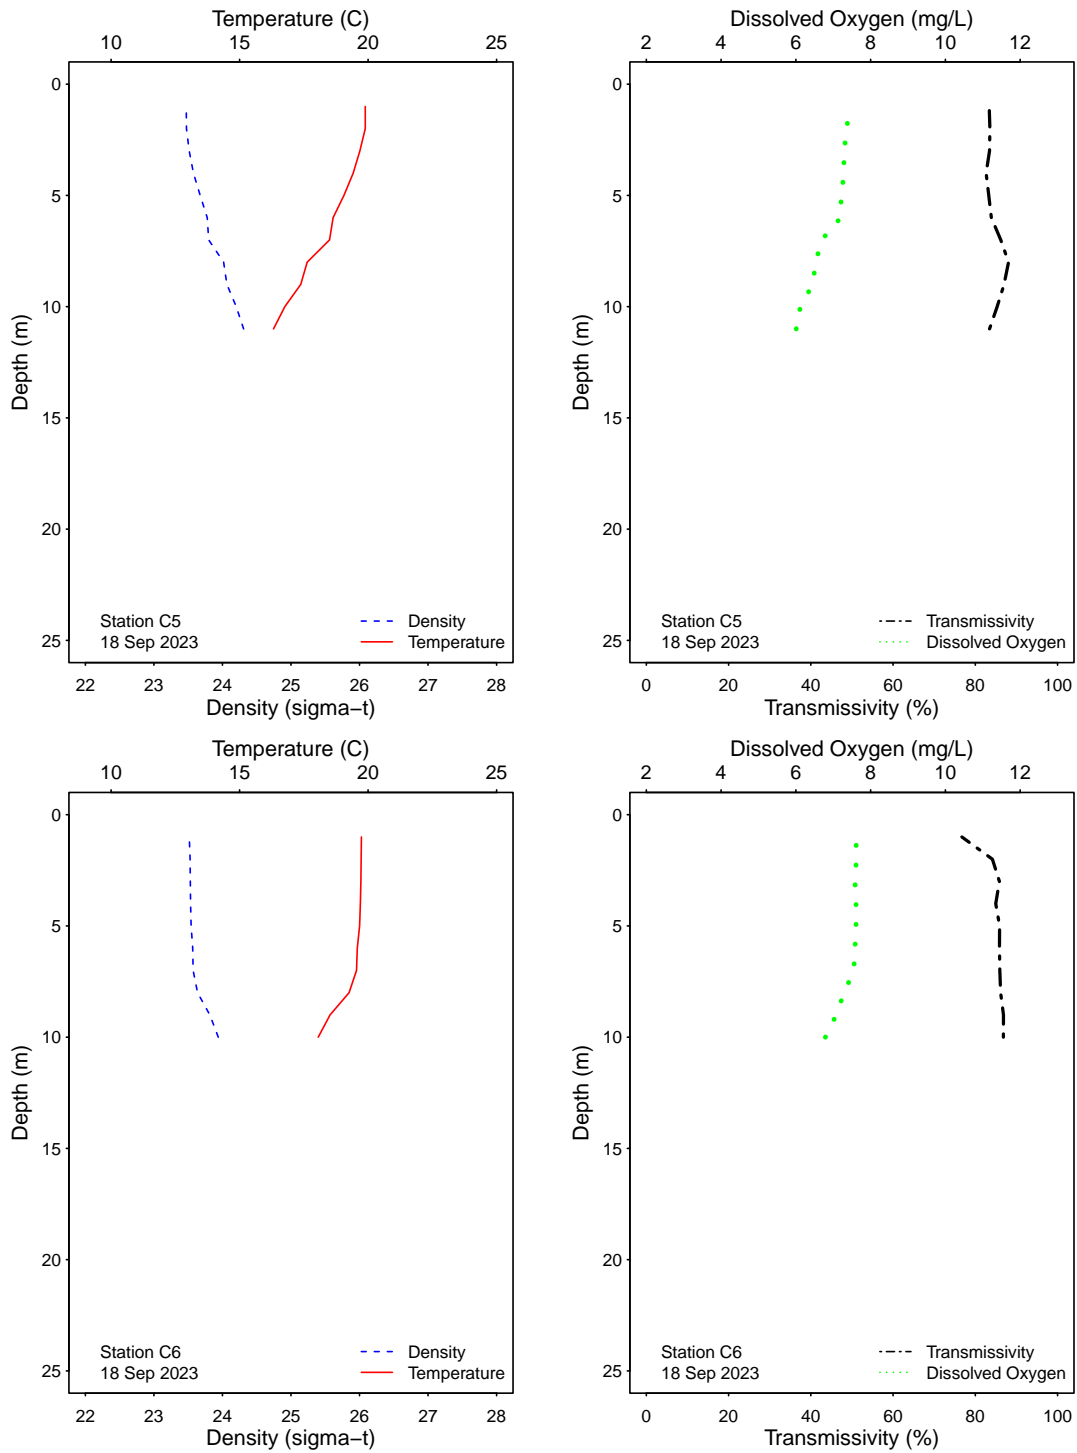 Temperature (C)
10 15 20 25
0
5
10
15
20
25
Depth (m)
Station C5
18 Sep 2023
Density
Temperature
22 23 24 25 26 27 28
Density (sigma−t)
Dissolved Oxygen (mg/L)
2 4 6 8 10 12
0
5
10
15
20
25
Depth (m)
Station C5
18 Sep 2023
Transmissivity
Dissolved Oxygen
0 20 40 60 80 100
Transmissivity (%)
Temperature (C)
10 15 20 25
0
5
10
15
20
25
Depth (m)
Station C6
18 Sep 2023
Density
Temperature
22 23 24 25 26 27 28
Density (sigma−t)
Dissolved Oxygen (mg/L)
2 4 6 8 10 12
0
5
10
15
20
25
Depth (m)
Station C6
18 Sep 2023
Transmissivity
Dissolved Oxygen
0 20 40 60 80 100
Transmissivity (%)